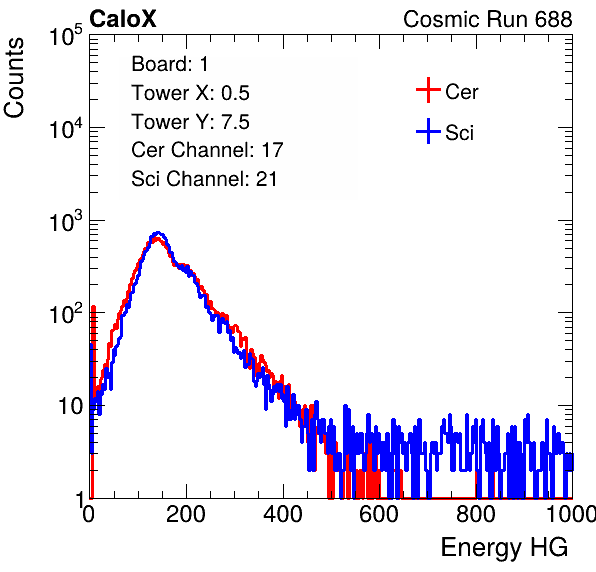 CaloX Cosmic Run 688
Counts
10^5
10^4
10^3
10^2
10
1
Board: 1
Tower X: 0.5
Tower Y: 7.5
Cer Channel: 17
Sci Channel: 21
Cer
Sci
0 200 400 600 800 1000
Energy HG